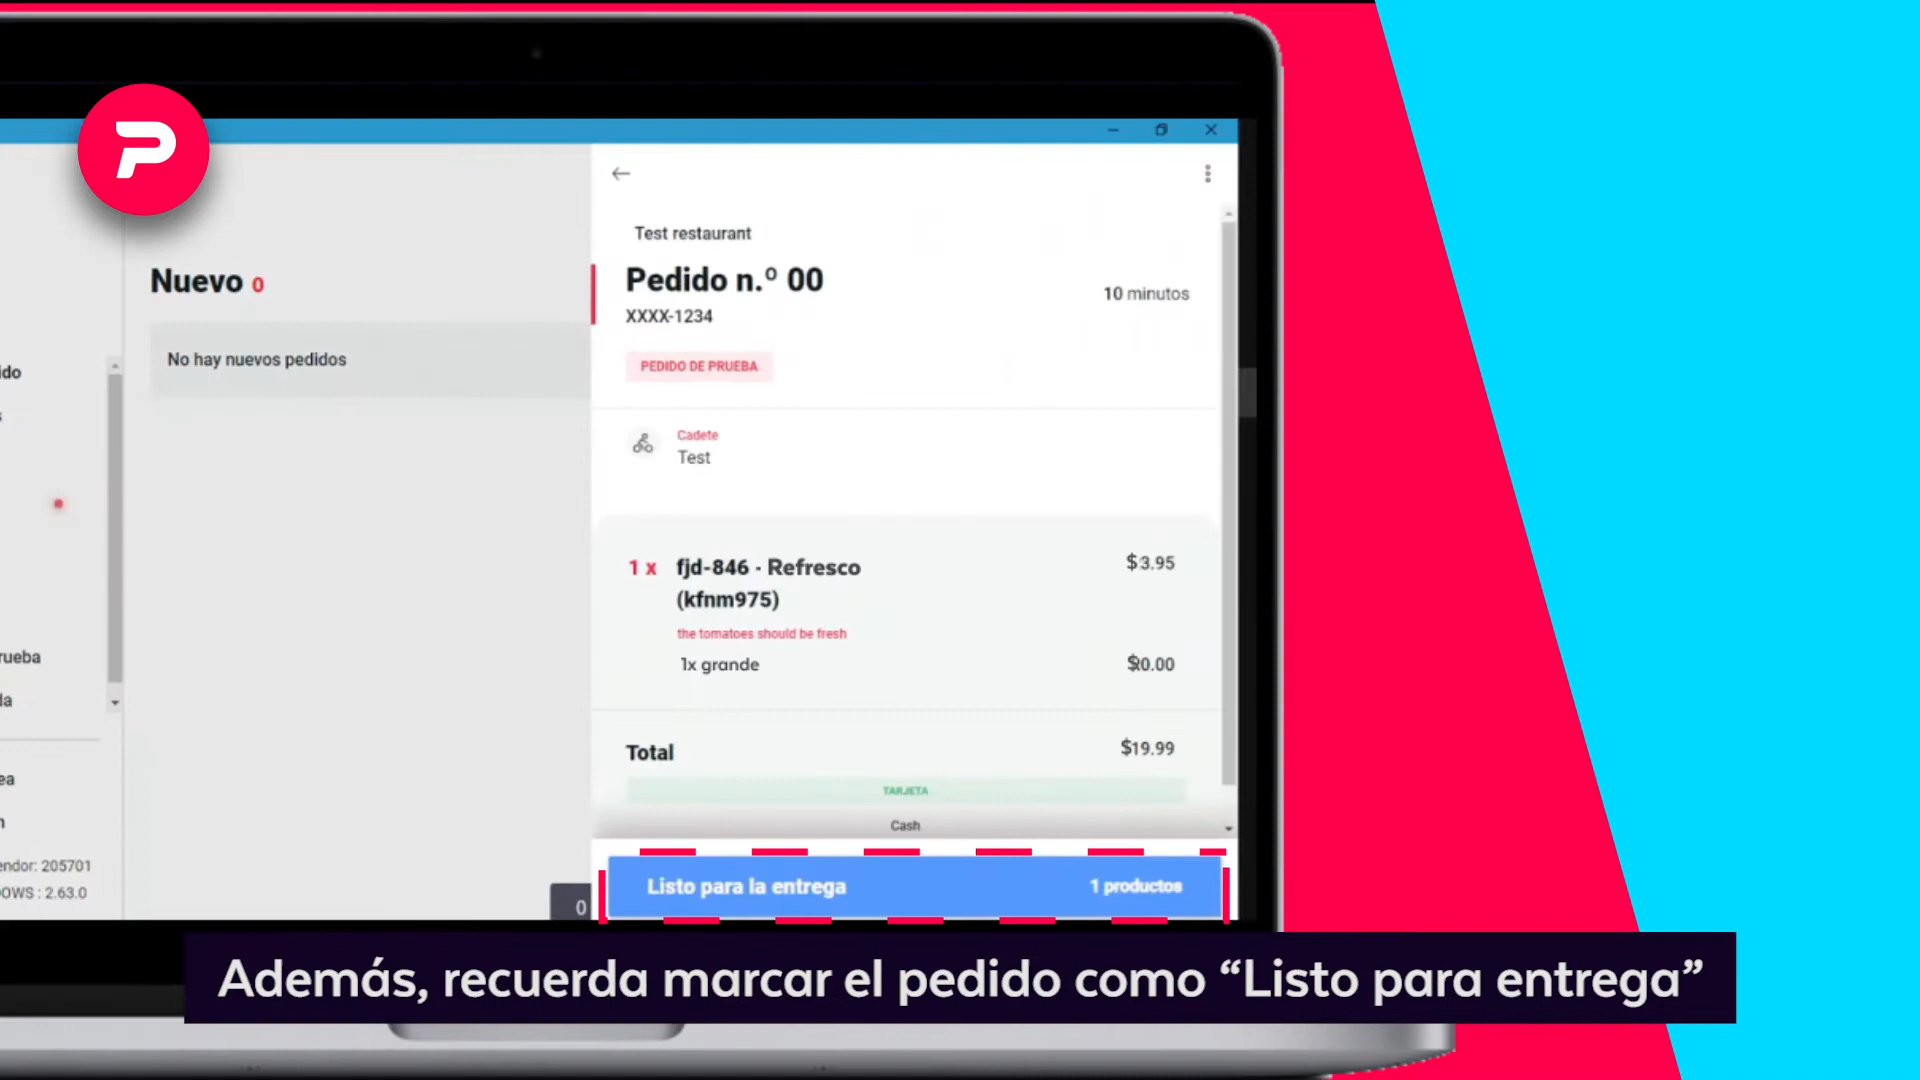 Nuevo 0
No hay nuevos pedidos
ido
rueba
da
ea
n
endor: 205701
OWS : 2.63.0
0
Test restaurant
Pedido n.º 00
10 minutos
XXXX-1234
PEDIDO DE PRUEBA
Cadete
Test
1 x fjd-846 - Refresco $3.95
(kfnm975)
the tomatoes should be fresh
1x grande $0.00
Total $19.99
TARJETA
Cash
Listo para la entrega 1 productos
Además, recuerda marcar el pedido como “Listo para entrega”